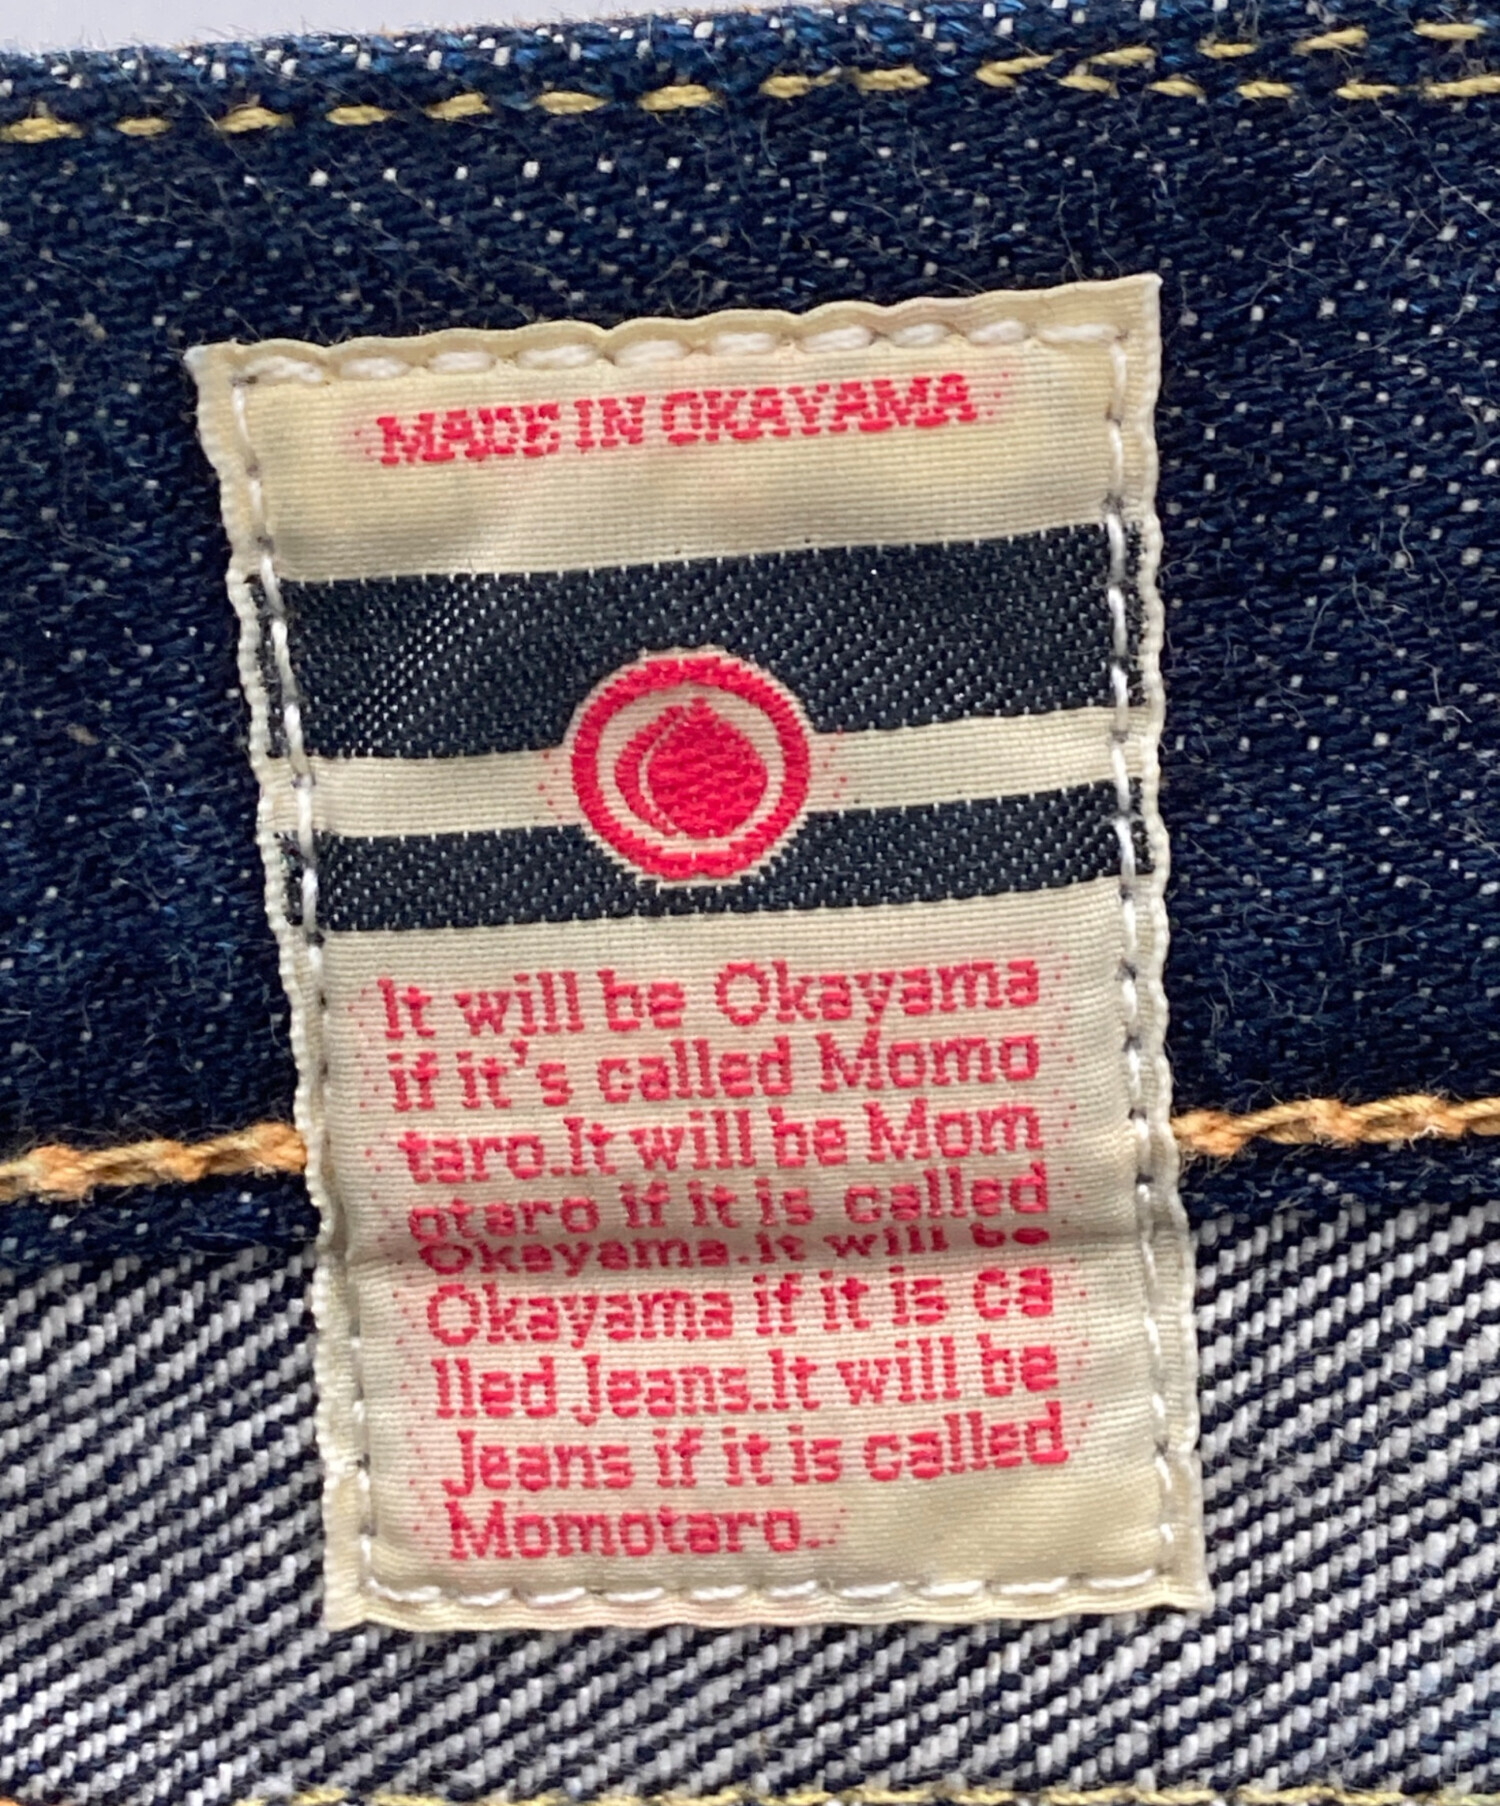 MADE IN OKAYAMA
It will be Okayama
if it's called Momo
taro.It will be Mom
otaro if it is called
Okayama.It will be
Okayama if it is ca
lled Jeans.It will be
Jeans if it is called
Momotaro.